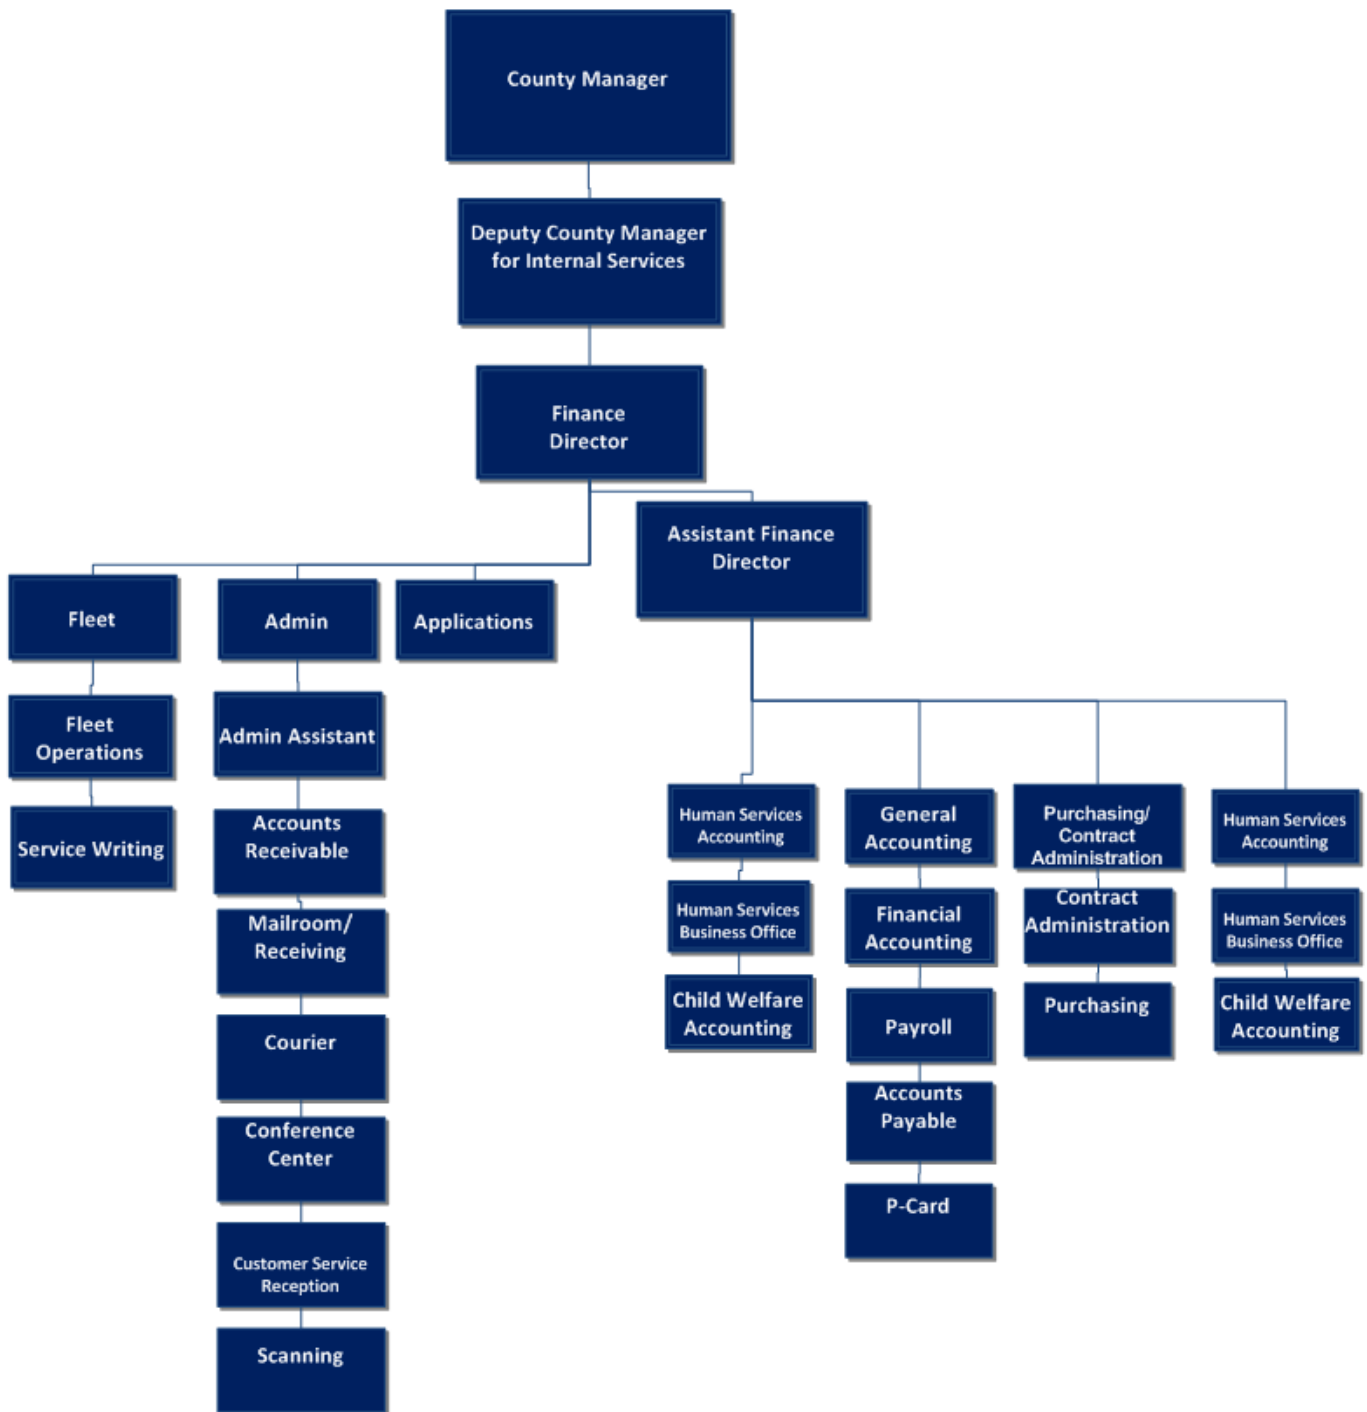 County Manager
Deputy County Manager
for Internal Services
Finance
Director
Assistant Finance
Director
Fleet
Admin
Applications
Fleet
Operations
Service Writing
Admin Assistant
Accounts
Receivable
Mailroom/
Receiving
Courier
Conference
Center
Customer Service
Reception
Scanning
Human Services
Accounting
Human Services
Business Office
Child Welfare
Accounting
General
Accounting
Financial
Accounting
Payroll
Accounts
Payable
P-Card
Purchasing/
Contract
Administration
Contract
Administration
Purchasing
Human Services
Accounting
Human Services
Business Office
Child Welfare
Accounting